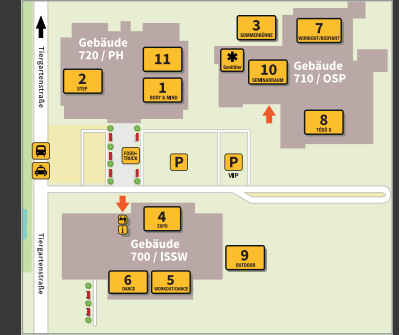 Tiergartenstraße
Gebäude
720 / PH
2
STEP
11
1
BODY & MIND
3
SOMMERBÜHNE
7
WORKOUT/BODYART
Sanitäter
10
SEMINARRAUM
Gebäude
710 / OSP
8
TÖSÖ X
FOOD-
TRUCK
P
P
VIP
Tiergartenstraße
4
EXPO
Gebäude
700 / ISSW
6
DANCE
5
WORKOUT/DANCE
9
OUTDOOR